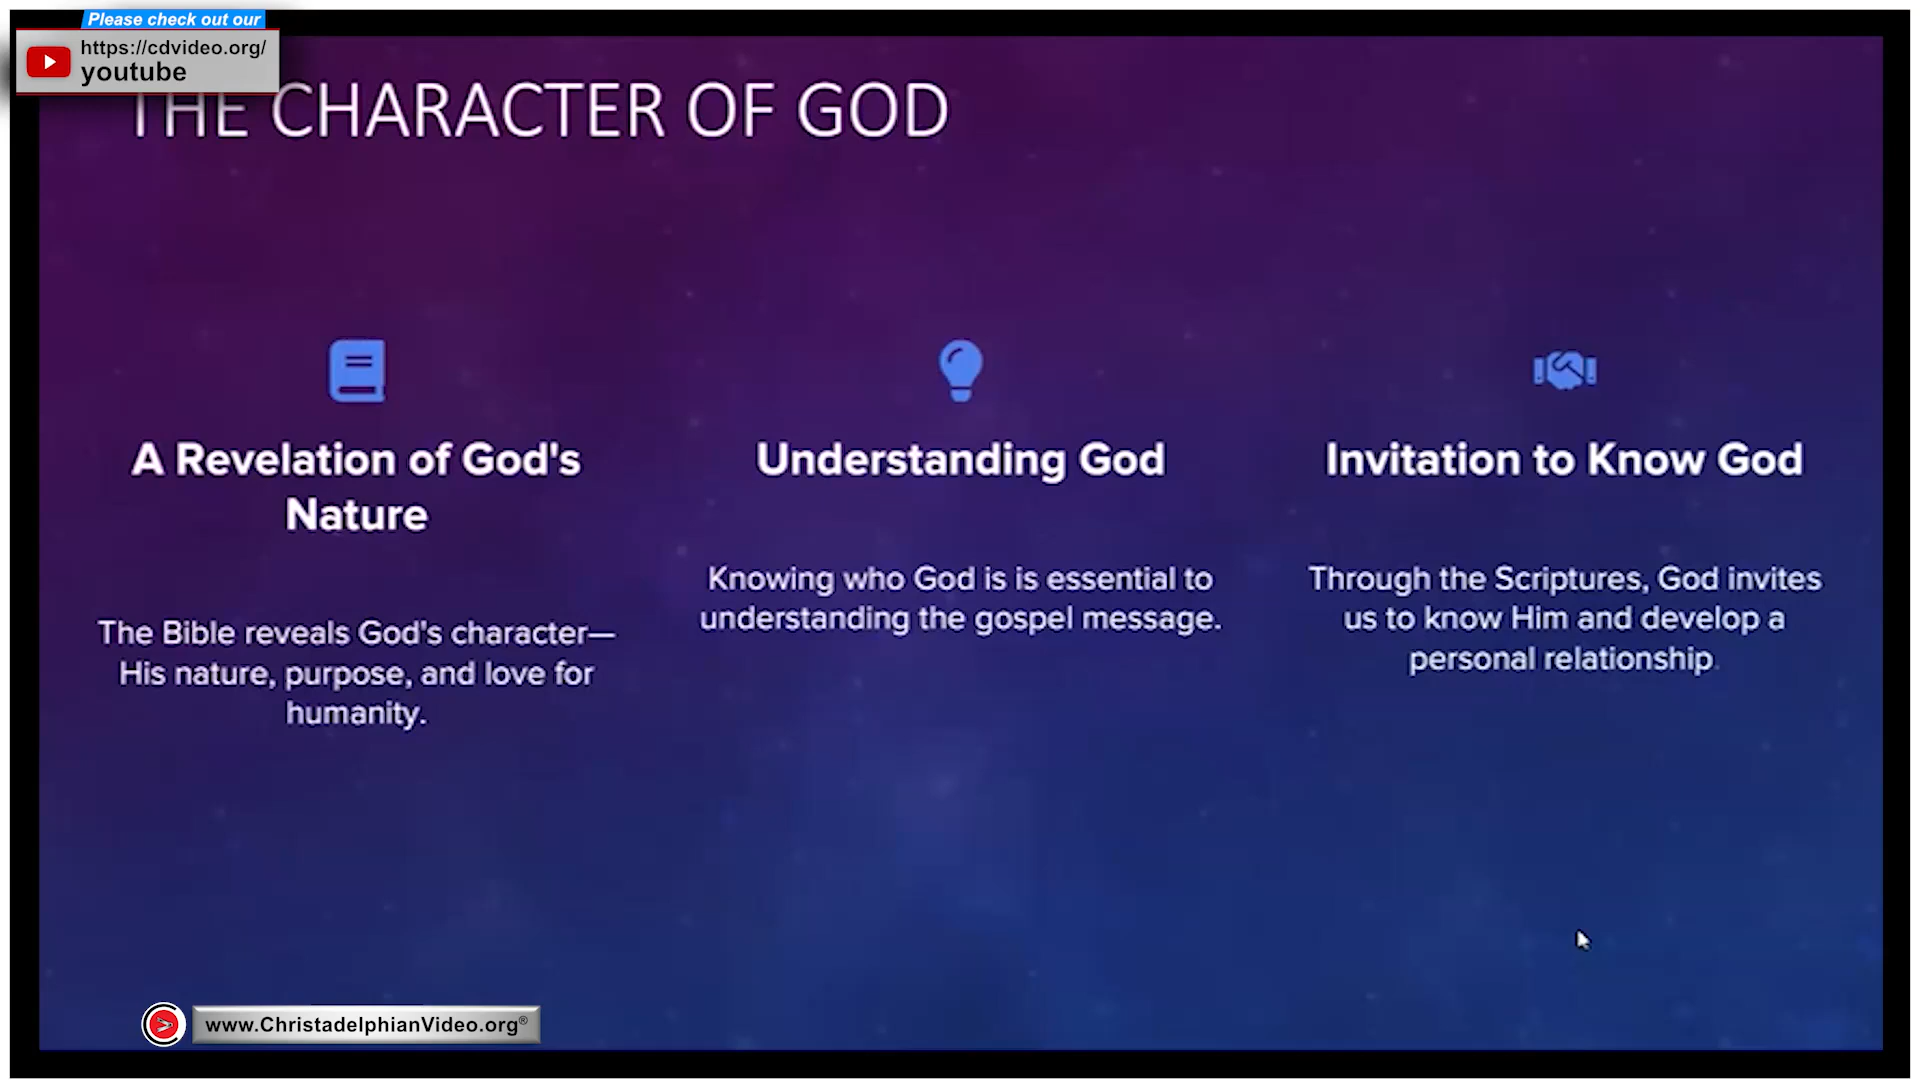 Please check out our
https://cdvideo.org/
youtube
THE CHARACTER OF GOD
A Revelation of God's
Nature
The Bible reveals God's character—
His nature, purpose, and love for
humanity.
Understanding God
Knowing who God is is essential to
understanding the gospel message.
Invitation to Know God
Through the Scriptures, God invites
us to know Him and develop a
personal relationship.
www.ChristadelphianVideo.org®